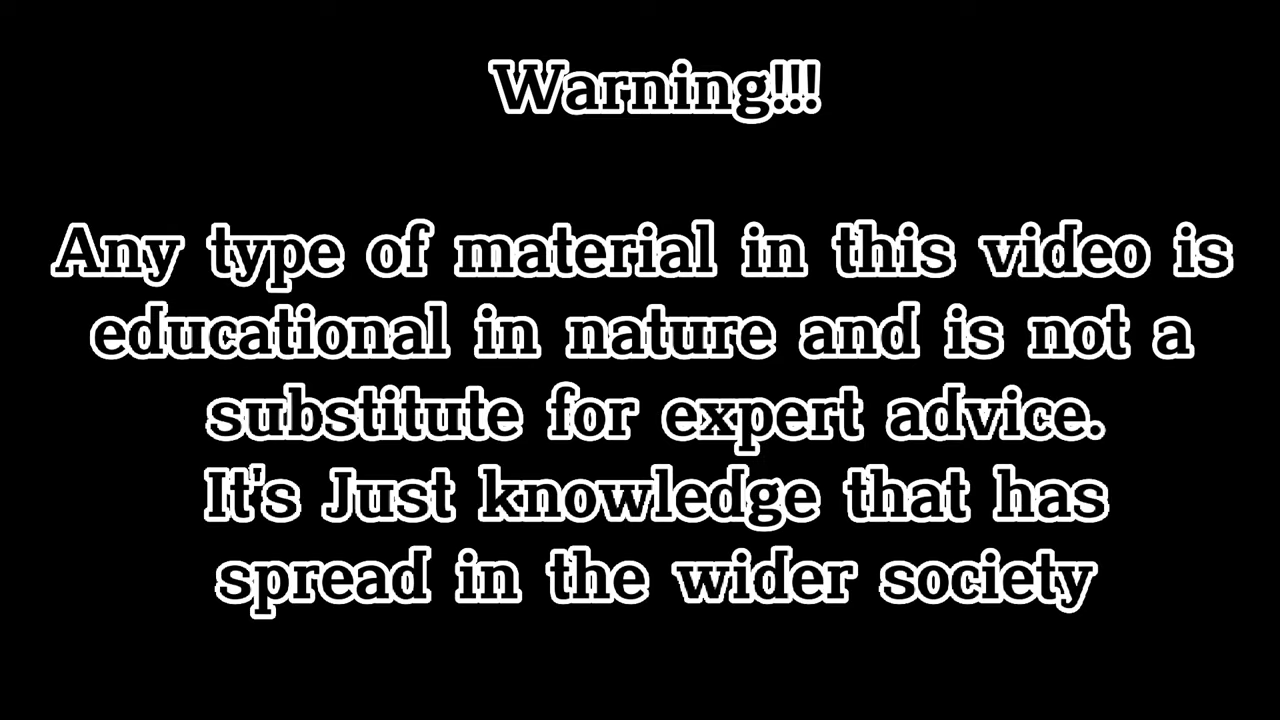 Warning!!!
Any type of material in this video is
educational in nature and is not a
substitute for expert advice.
It's Just knowledge that has
spread in the wider society